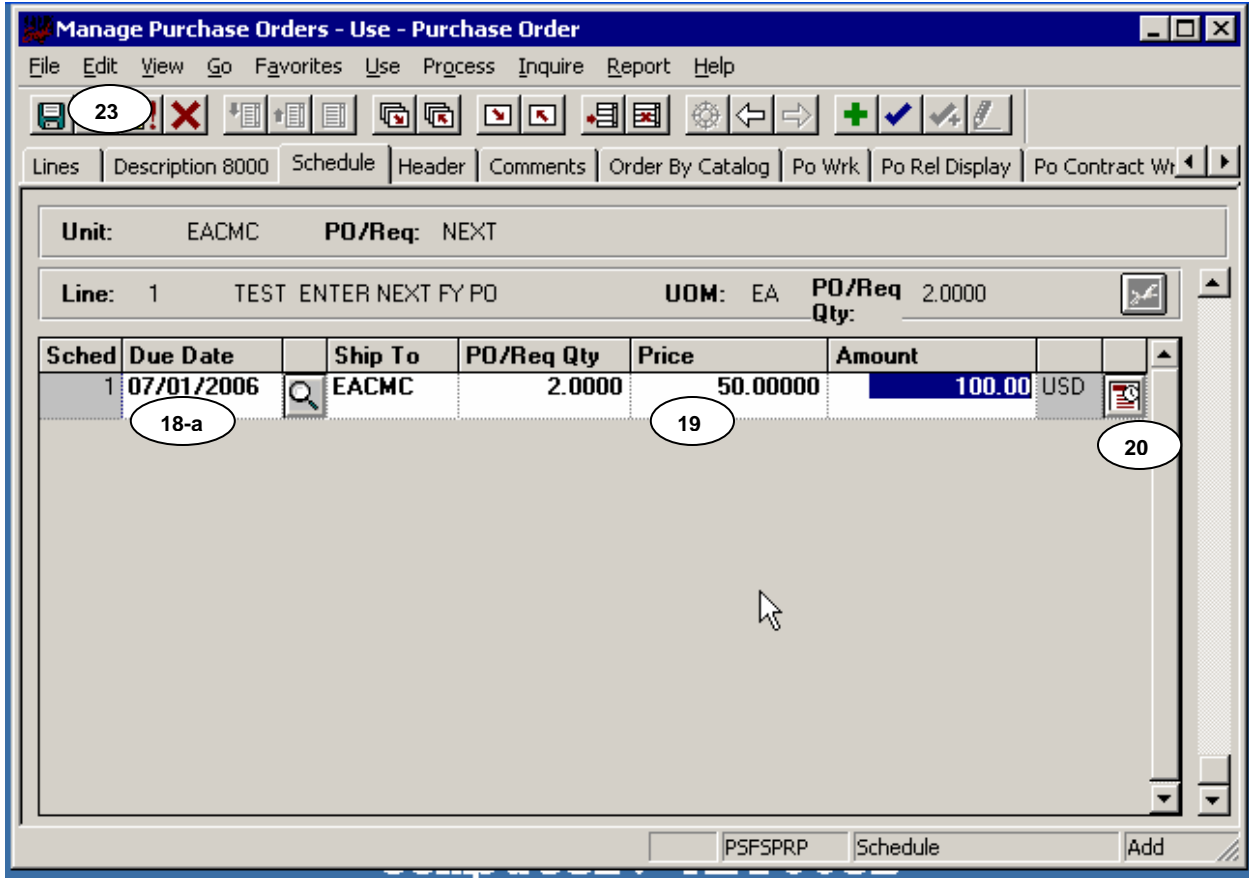 Manage Purchase Orders - Use - Purchase Order
File Edit View Go Favorites Use Process Inquire Report Help
23
Lines Description 8000 Schedule Header Comments Order By Catalog Po Wrk Po Rel Display Po Contract Wr
Unit: EACMC PO/Req: NEXT
Line: 1 TEST ENTER NEXT FY PO UOM: EA PO/Req Qty: 2.0000
Sched Due Date Ship To PO/Req Qty Price Amount
1 07/01/2006 EACMC 2.0000 50.00000 100.00 USD
18-a 19 20
PSFSPRP Schedule Add